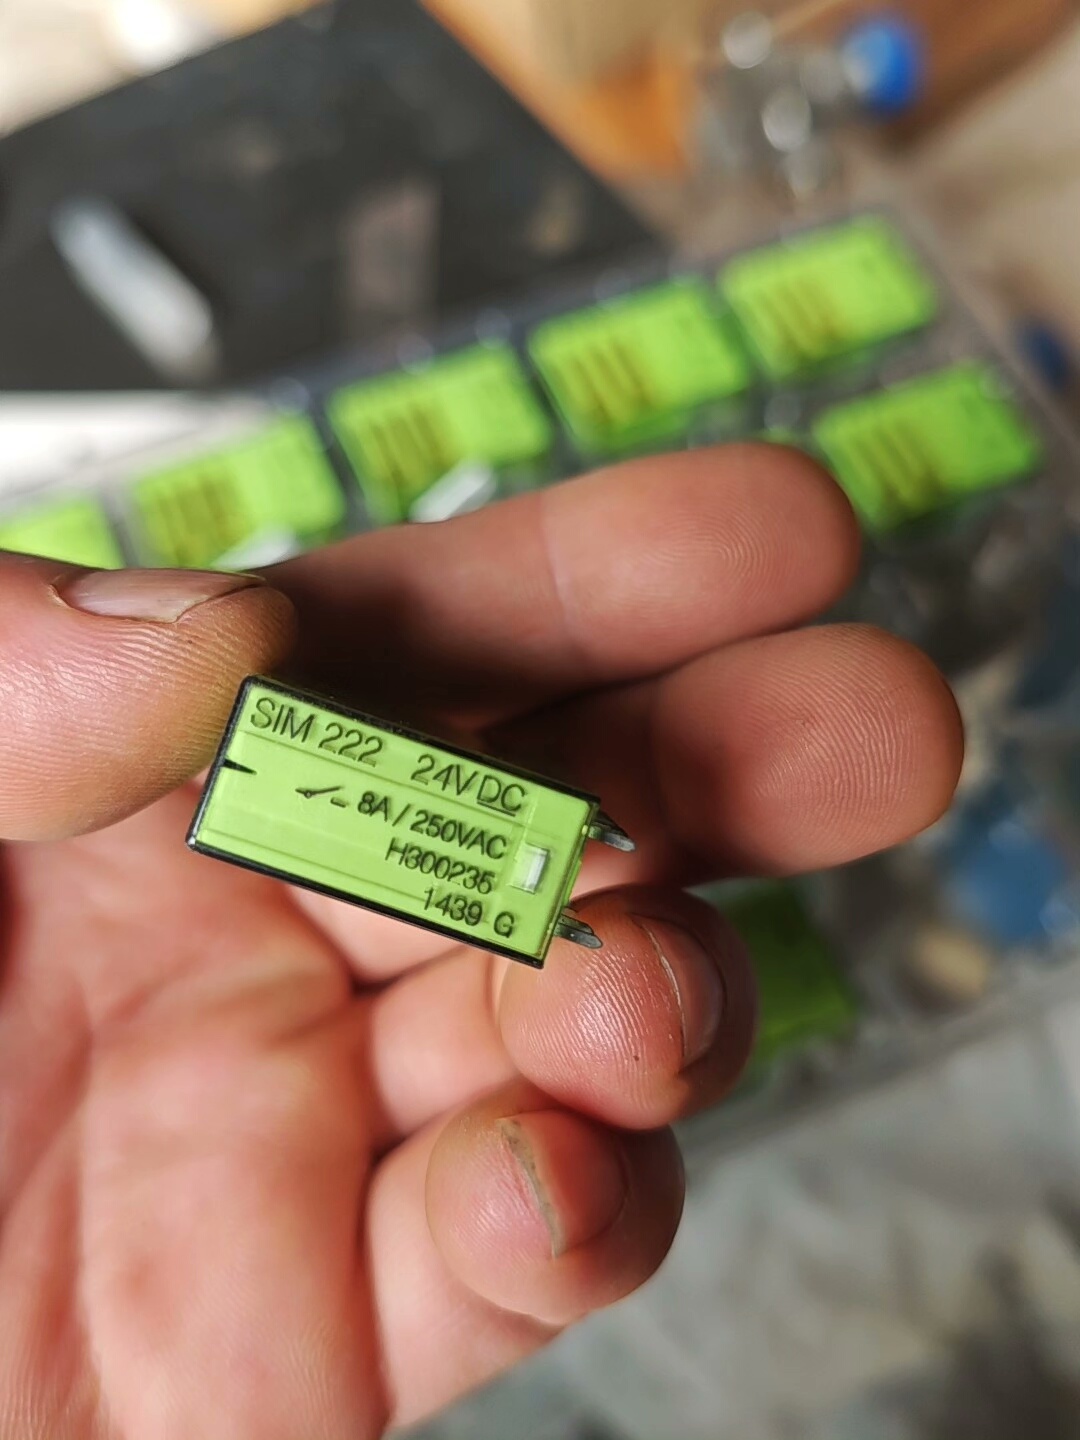 SIM 222 24VDC
8A / 250VAC
H300235
1439 G